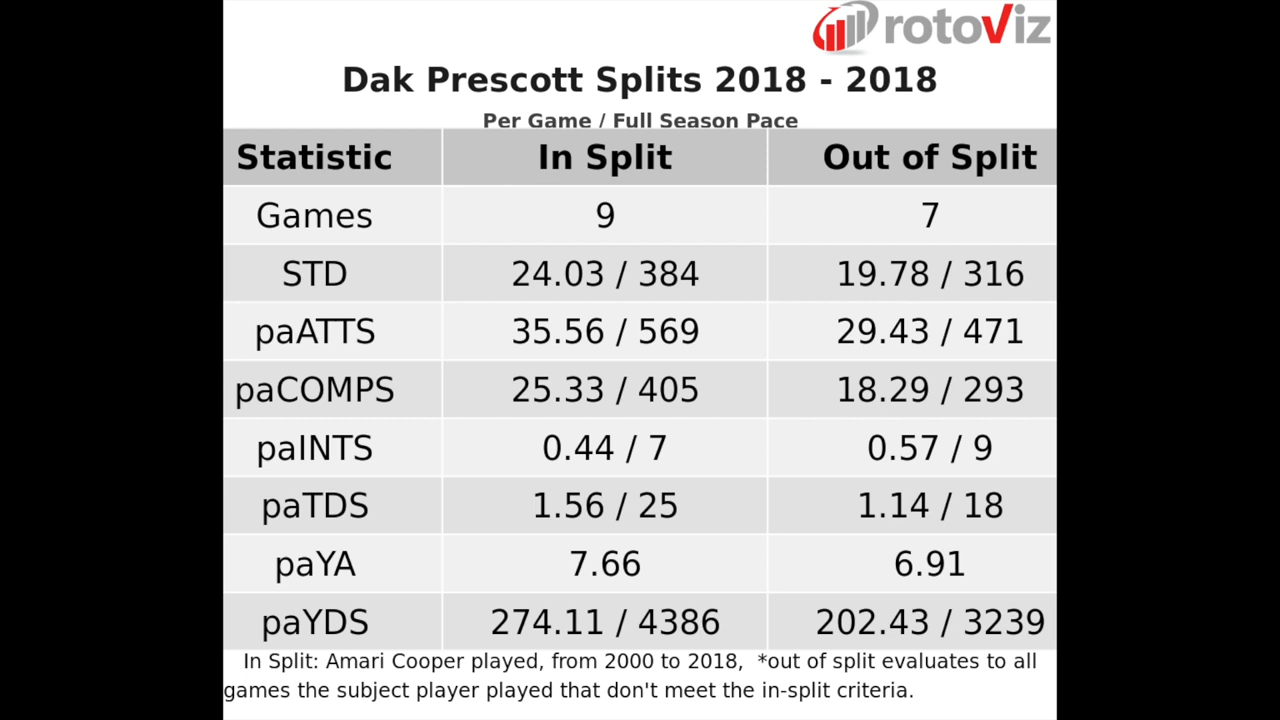 rotoViz
Dak Prescott Splits 2018 - 2018
Per Game / Full Season Pace
Statistic In Split Out of Split
Games 9 7
STD 24.03 / 384 19.78 / 316
paATTS 35.56 / 569 29.43 / 471
paCOMPS 25.33 / 405 18.29 / 293
paINTS 0.44 / 7 0.57 / 9
paTDS 1.56 / 25 1.14 / 18
paYA 7.66 6.91
paYDS 274.11 / 4386 202.43 / 3239
In Split: Amari Cooper played, from 2000 to 2018, *out of split evaluates to all
games the subject player played that don't meet the in-split criteria.